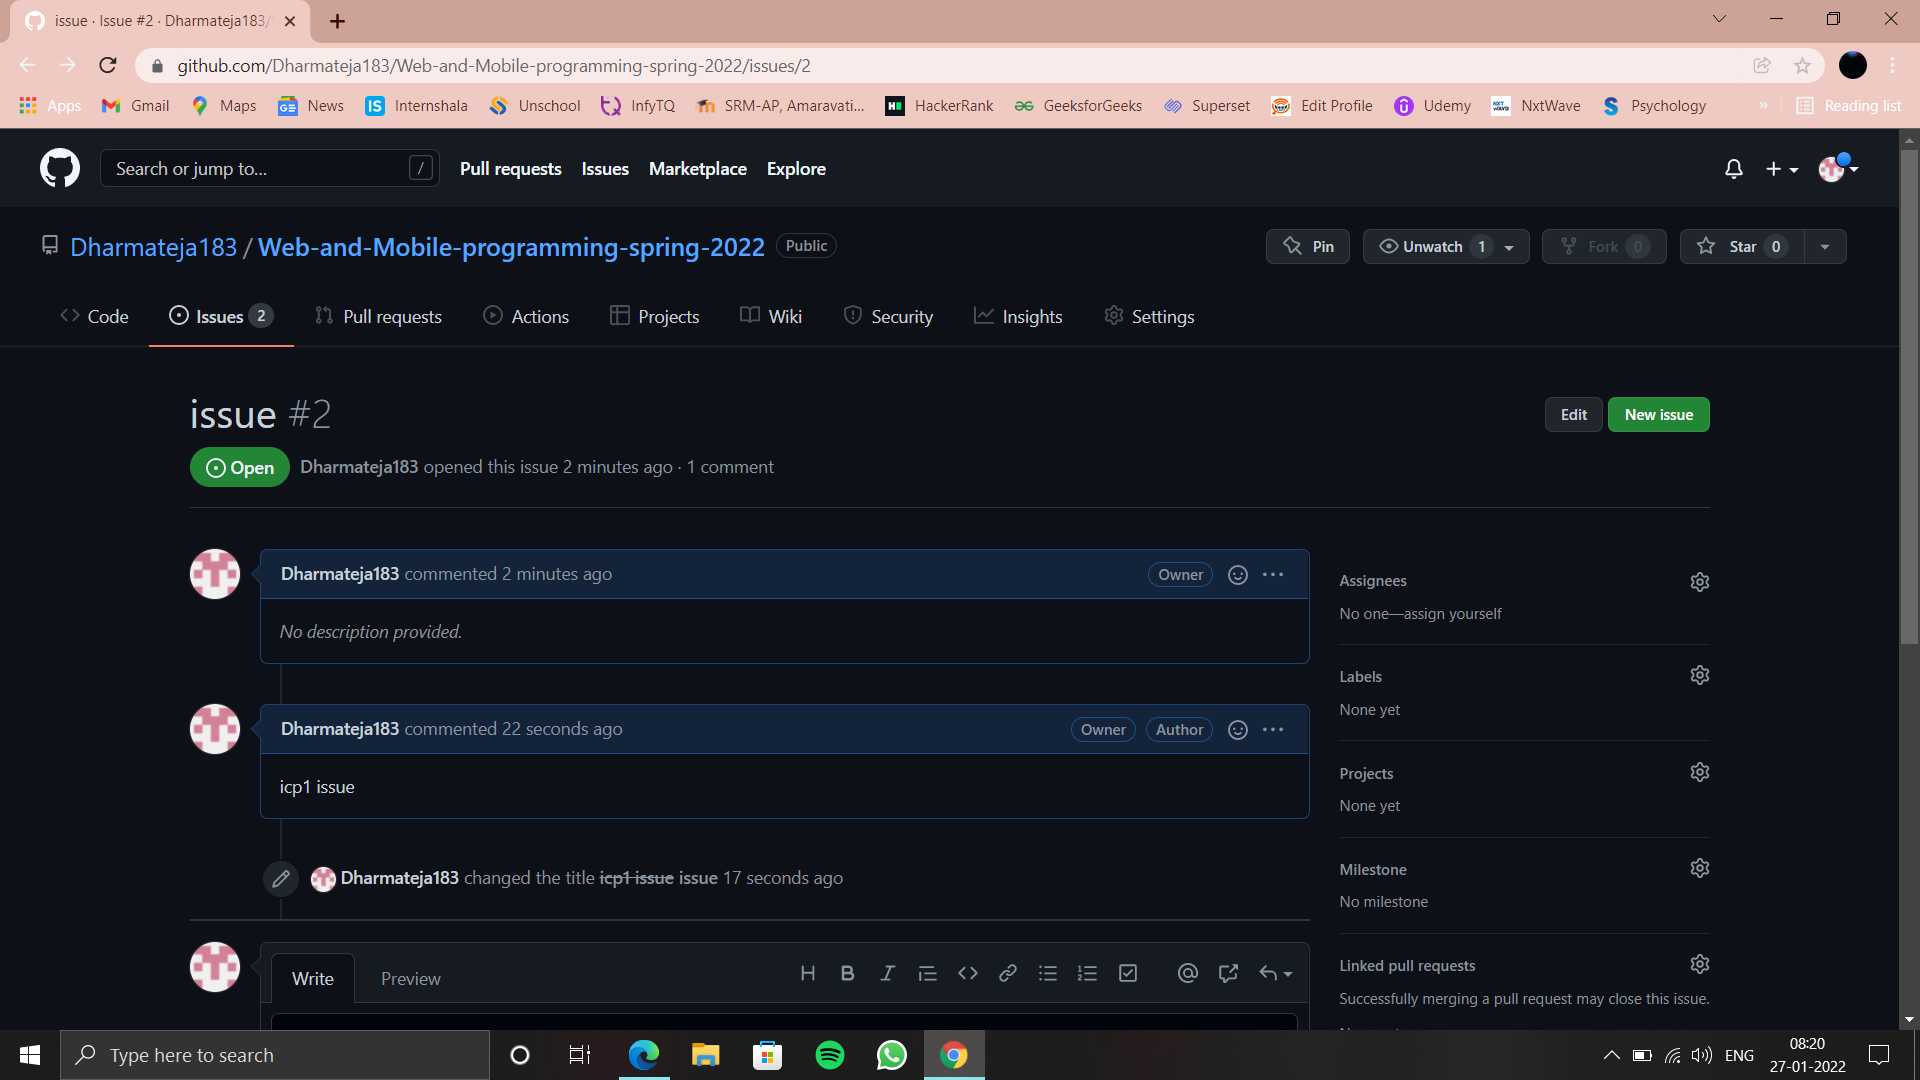 issue · Issue #2 · Dharmateja183/
github.com/Dharmateja183/Web-and-Mobile-programming-spring-2022/issues/2
Apps Gmail Maps News Internshala Unschool InfyTQ SRM-AP, Amaravati... HackerRank GeeksforGeeks Superset Edit Profile Udemy NxtWave Psychology » Reading list
Search or jump to... / Pull requests Issues Marketplace Explore
Dharmateja183 / Web-and-Mobile-programming-spring-2022 Public Pin Unwatch 1 Fork 0 Star 0
Code Issues 2 Pull requests Actions Projects Wiki Security Insights Settings
issue #2 Edit New issue
Open Dharmateja183 opened this issue 2 minutes ago · 1 comment
Dharmateja183 commented 2 minutes ago Owner
No description provided.
Dharmateja183 commented 22 seconds ago Owner Author
icp1 issue
Dharmateja183 changed the title icp1 issue issue 17 seconds ago
Write Preview
Assignees
No one—assign yourself
Labels
None yet
Projects
None yet
Milestone
No milestone
Linked pull requests
Successfully merging a pull request may close this issue.
Type here to search
ENG
08:20
27-01-2022